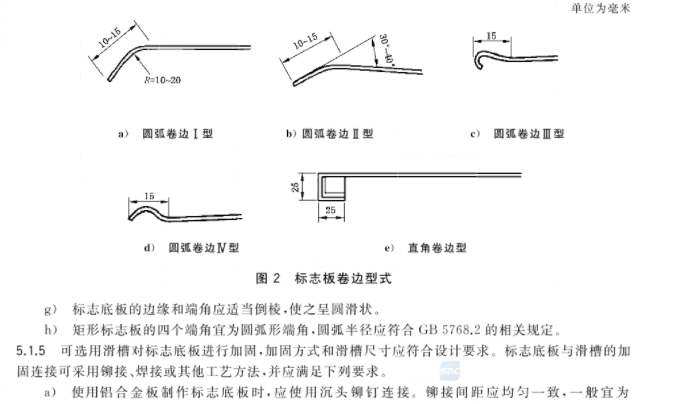 单位为毫米
10~15
R=10~20
10~15
30°~40°
15
a) 圆弧卷边Ⅰ型
b) 圆弧卷边Ⅱ型
c) 圆弧卷边Ⅲ型
15
25
25
d) 圆弧卷边Ⅳ型
e) 直角卷边型
图 2 标志板卷边型式
g) 标志底板的边缘和端角应适当倒棱,使之呈圆滑状。
h) 矩形标志板的四个端角宜为圆弧形端角,圆弧半径应符合 GB 5768.2 的相关规定。
5.1.5 可选用滑槽对标志底板进行加固,加固方式和滑槽尺寸应符合设计要求。标志底板与滑槽的加
固连接可采用铆接、焊接或其他工艺方法,并应满足下列要求。
a) 使用铝合金板制作标志底板时,应使用沉头铆钉连接。铆接间距应均匀一致,一般宜为